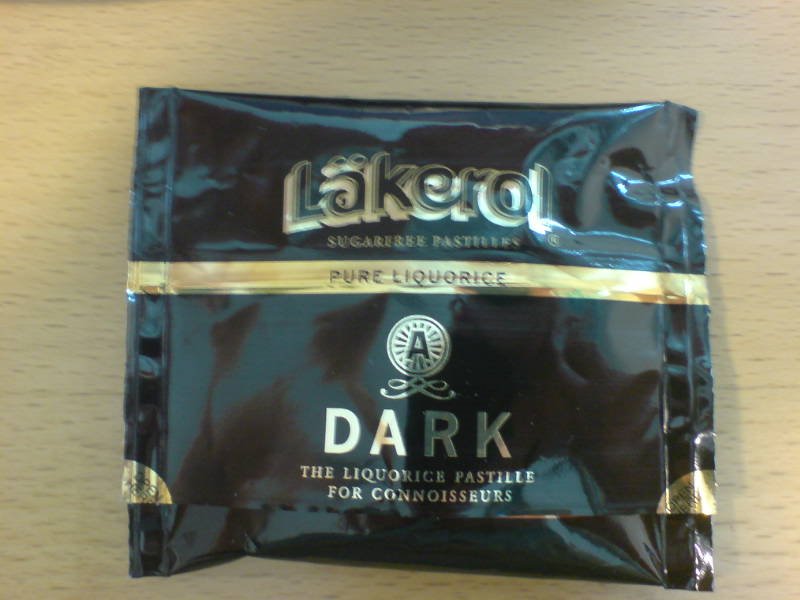 Läkerol
SUGARFREE PASTILLES ®
PURE LIQUORICE
A
DARK
THE LIQUORICE PASTILLE
FOR CONNOISSEURS